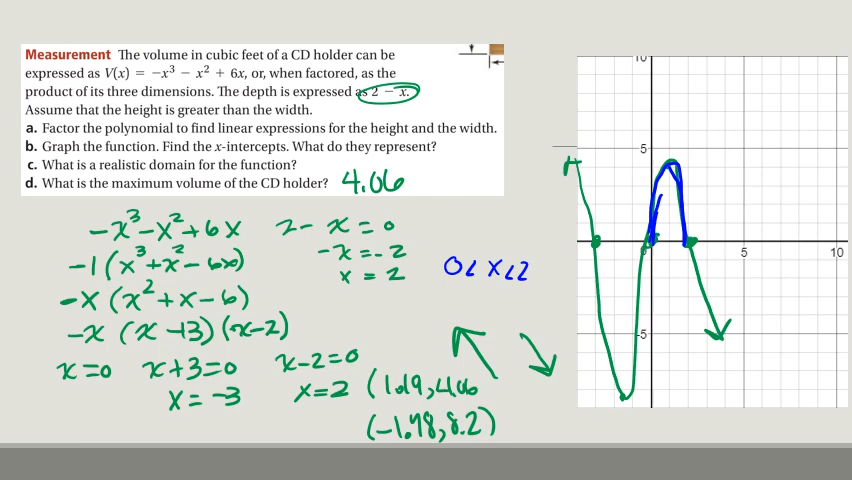 Measurement The volume in cubic feet of a CD holder can be
expressed as V(x) = −x³ − x² + 6x, or, when factored, as the
product of its three dimensions. The depth is expressed as 2 − x.
Assume that the height is greater than the width.
a. Factor the polynomial to find linear expressions for the height and the width.
b. Graph the function. Find the x-intercepts. What do they represent?
c. What is a realistic domain for the function?
d. What is the maximum volume of the CD holder? 4.06
-x³-x²+6x
-1(x³+x²-6x)
-x(x²+x-6)
-x(x+3)(x-2)
x=0 x+3=0 x-2=0
x=-3 x=2
2-x=0
-x=-2
x=2
0<x<2
(1.19,4.06
(-1.78,8.2)
10
5
0
5
10
-5